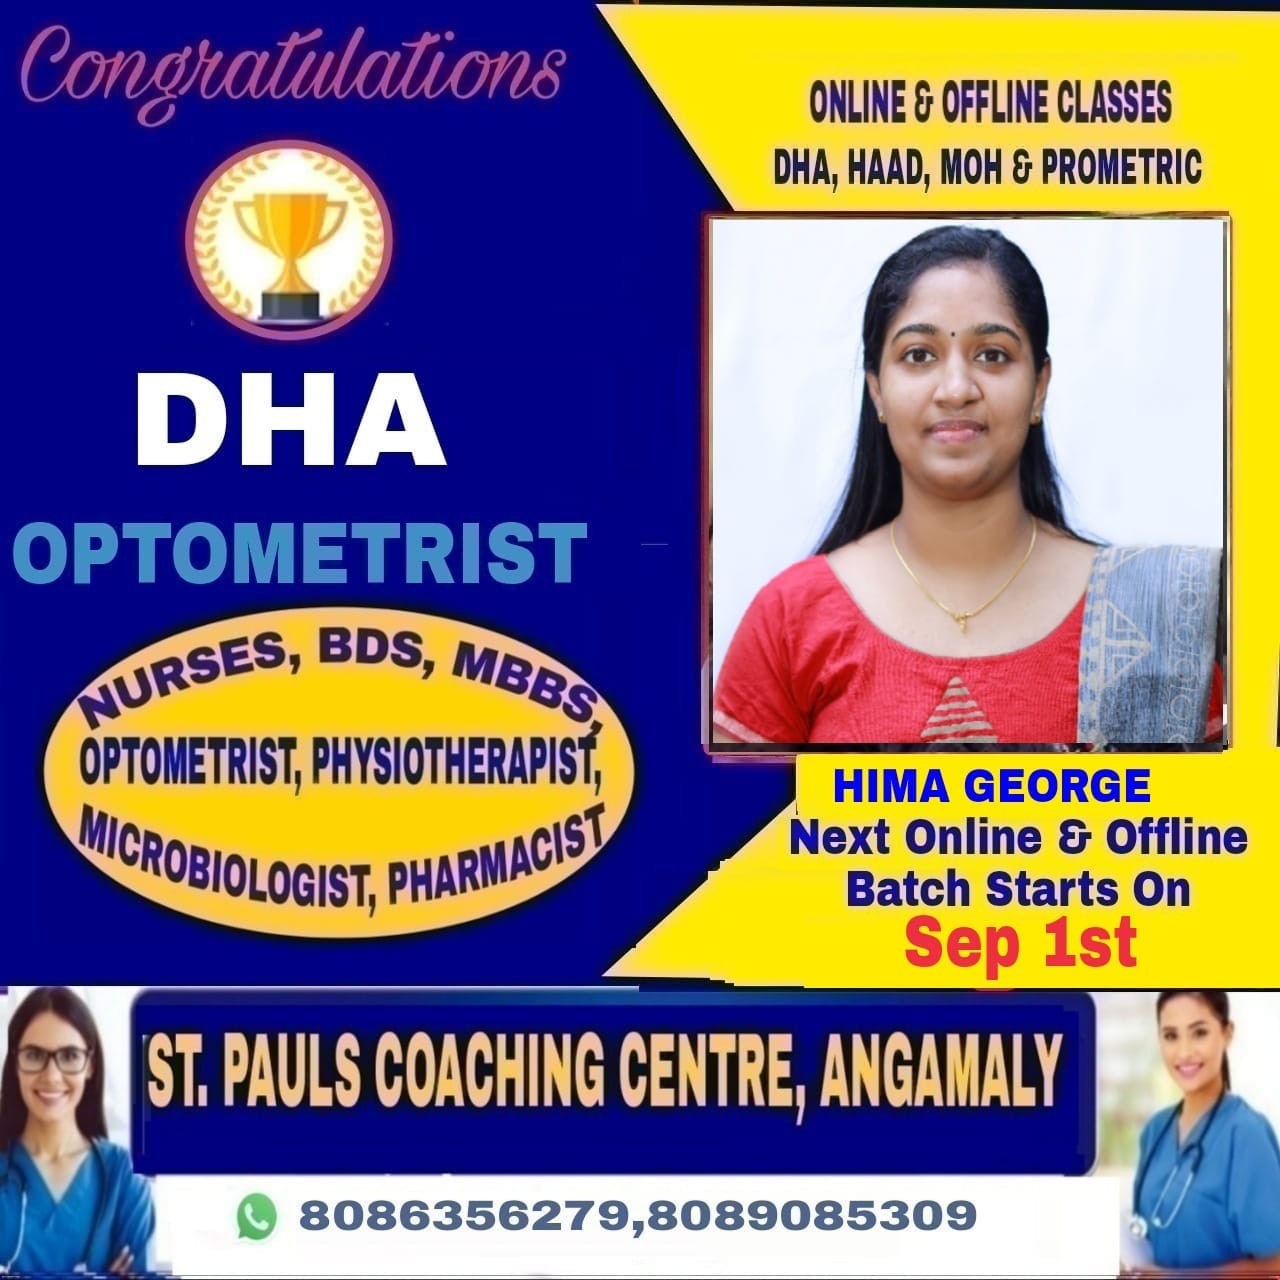 Congratulations
DHA
OPTOMETRIST
NURSES, BDS, MBBS,
OPTOMETRIST, PHYSIOTHERAPIST,
MICROBIOLOGIST, PHARMACIST
ONLINE & OFFLINE CLASSES
DHA, HAAD, MOH & PROMETRIC
HIMA GEORGE
Next Online & Offline
Batch Starts On
Sep 1st
ST. PAULS COACHING CENTRE, ANGAMALY
8086356279,8089085309